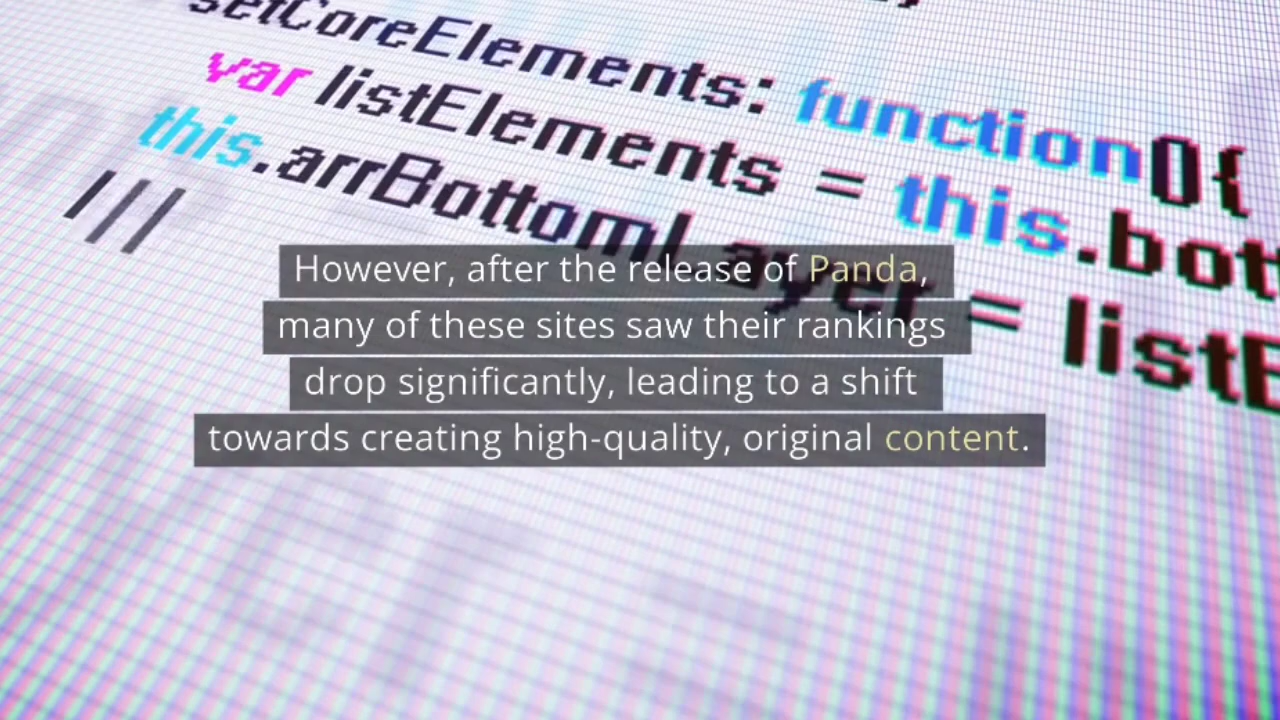 setCoreElements: function(){
var listElements = this.bott
this.arrBottomLayer = listE
However, after the release of Panda,
many of these sites saw their rankings
drop significantly, leading to a shift
towards creating high-quality, original content.